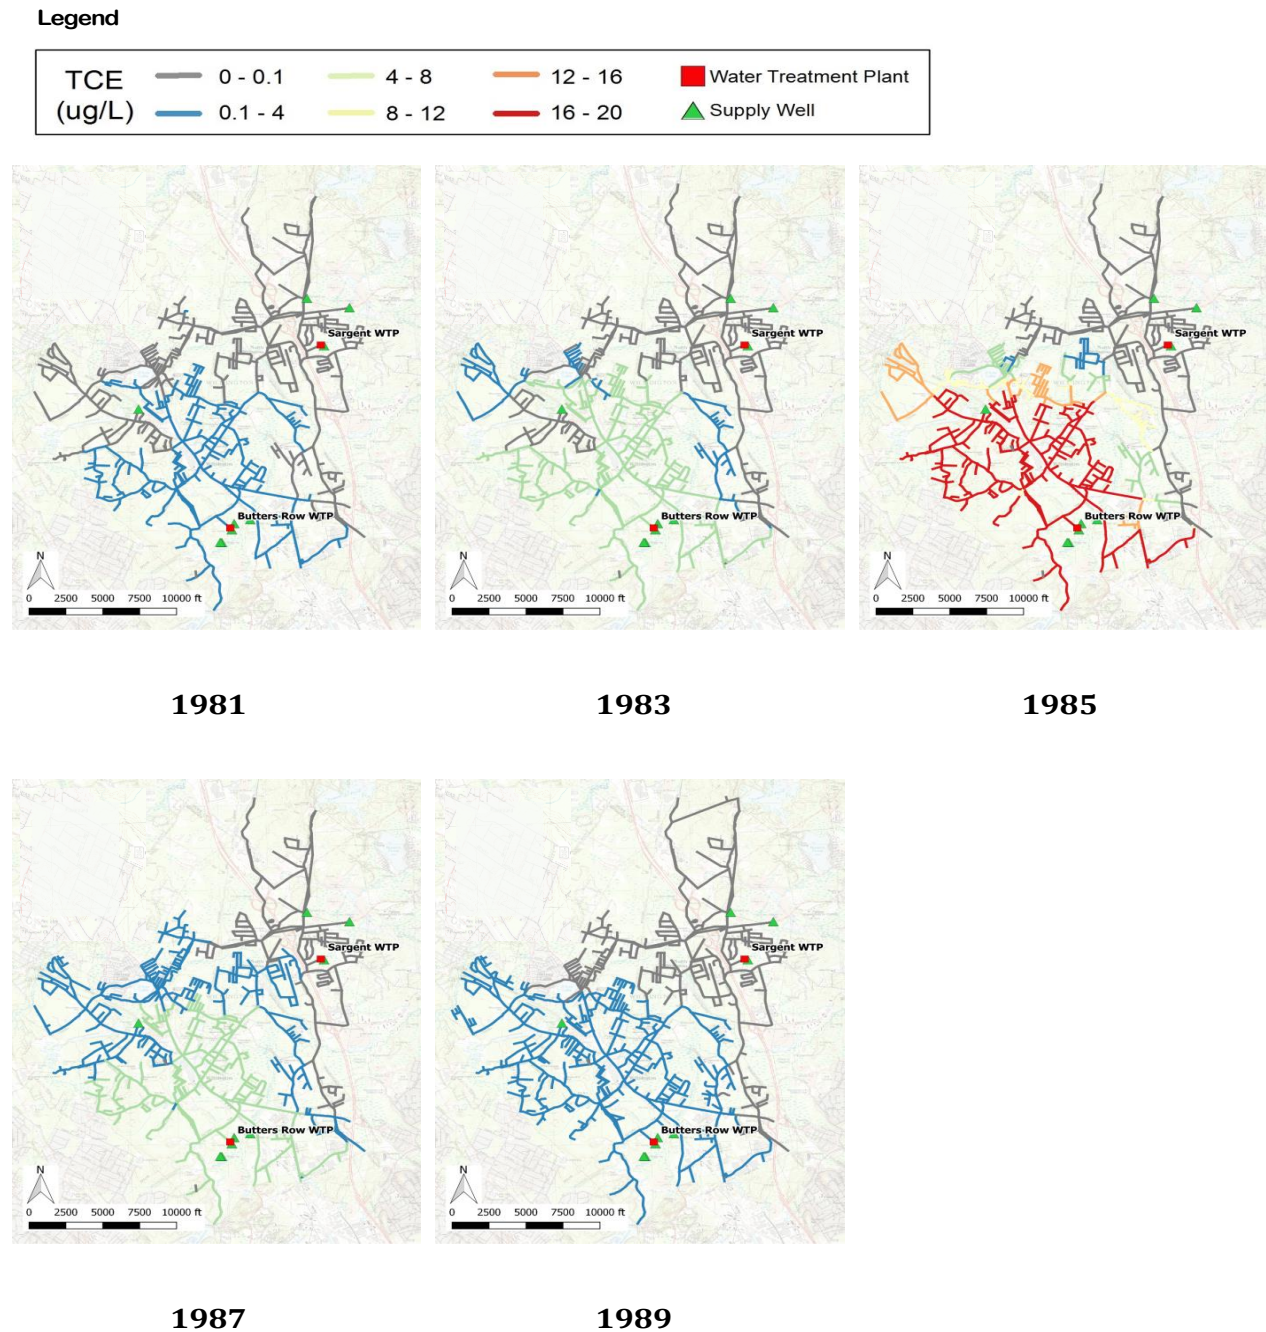 Legend
TCE (ug/L)
0 - 0.1
4 - 8
12 - 16
Water Treatment Plant
0.1 - 4
8 - 12
16 - 20
Supply Well
Sargent WTP
Butters Row WTP
N
0 2500 5000 7500 10000 ft
Sargent WTP
Butters Row WTP
N
0 2500 5000 7500 10000 ft
Sargent WTP
Butters Row WTP
N
0 2500 5000 7500 10000 ft
1981
1983
1985
Sargent WTP
Butters Row WTP
N
0 2500 5000 7500 10000 ft
Sargent WTP
Butters Row WTP
N
0 2500 5000 7500 10000 ft
1987
1989